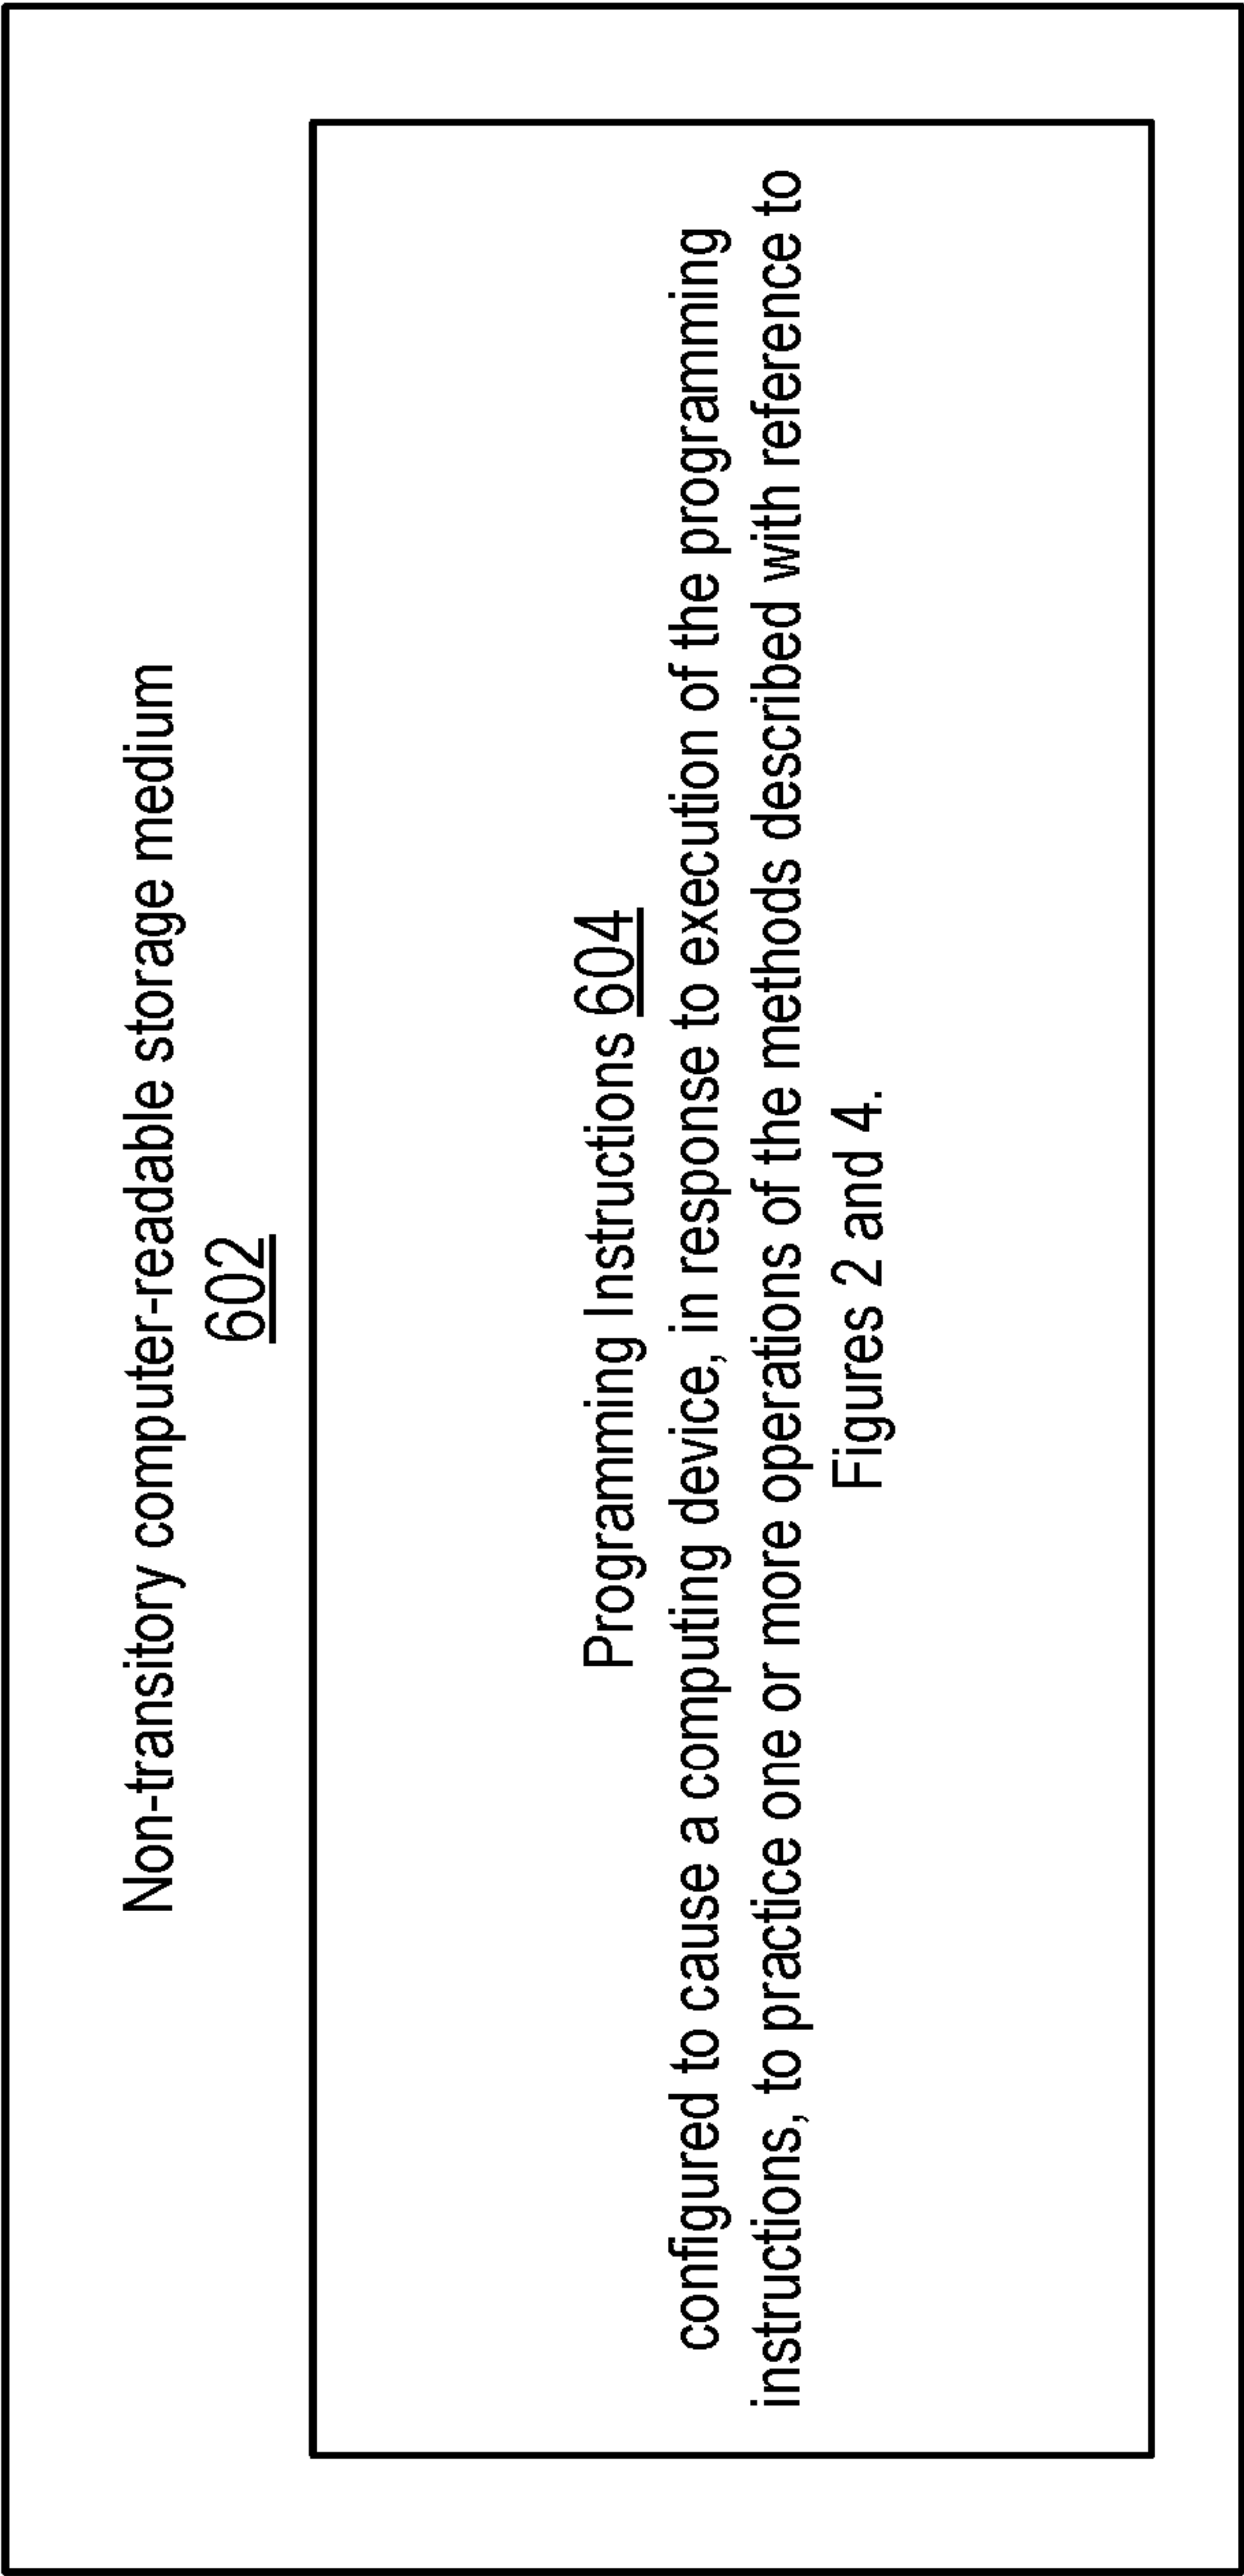 Non-transitory computer-readable storage medium
602
Programming Instructions 604
configured to cause a computing device, in response to execution of the programming
instructions, to practice one or more operations of the methods described with reference to
Figures 2 and 4.